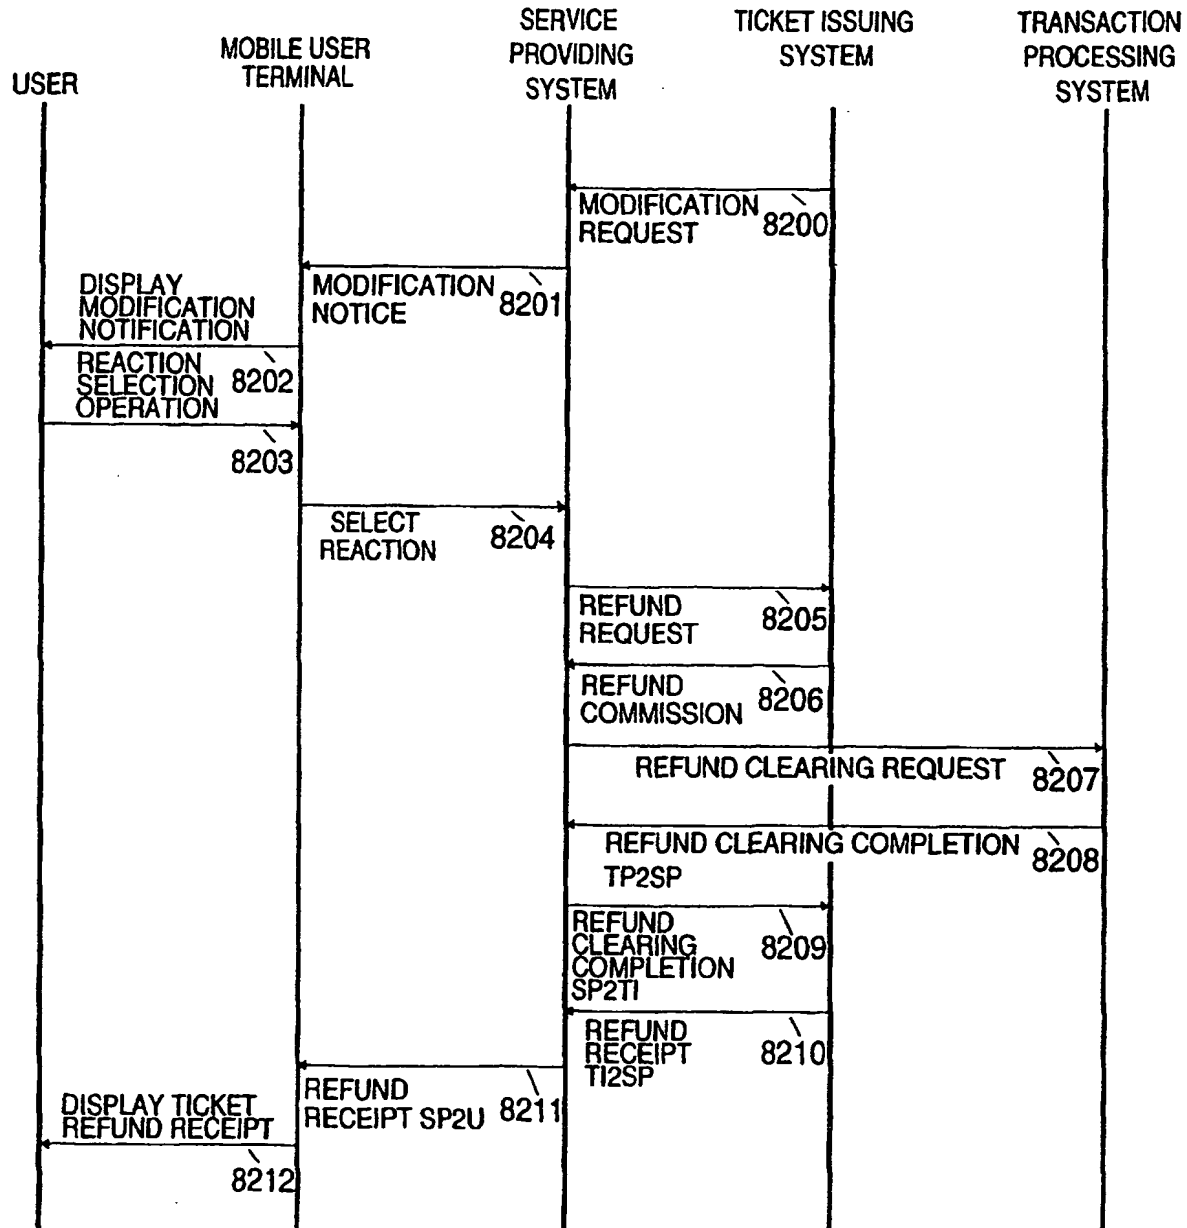 USER
MOBILE USER
TERMINAL
SERVICE
PROVIDING
SYSTEM
TICKET ISSUING
SYSTEM
TRANSACTION
PROCESSING
SYSTEM
MODIFICATION
REQUEST
8200
MODIFICATION
NOTICE
8201
DISPLAY
MODIFICATION
NOTIFICATION
8202
REACTION
SELECTION
OPERATION
8203
SELECT
REACTION
8204
REFUND
REQUEST
8205
REFUND
COMMISSION
8206
REFUND CLEARING REQUEST
8207
REFUND CLEARING COMPLETION
TP2SP
8208
REFUND
CLEARING
COMPLETION
SP2TI
8209
REFUND
RECEIPT
TI2SP
8210
REFUND
RECEIPT SP2U
8211
DISPLAY TICKET
REFUND RECEIPT
8212